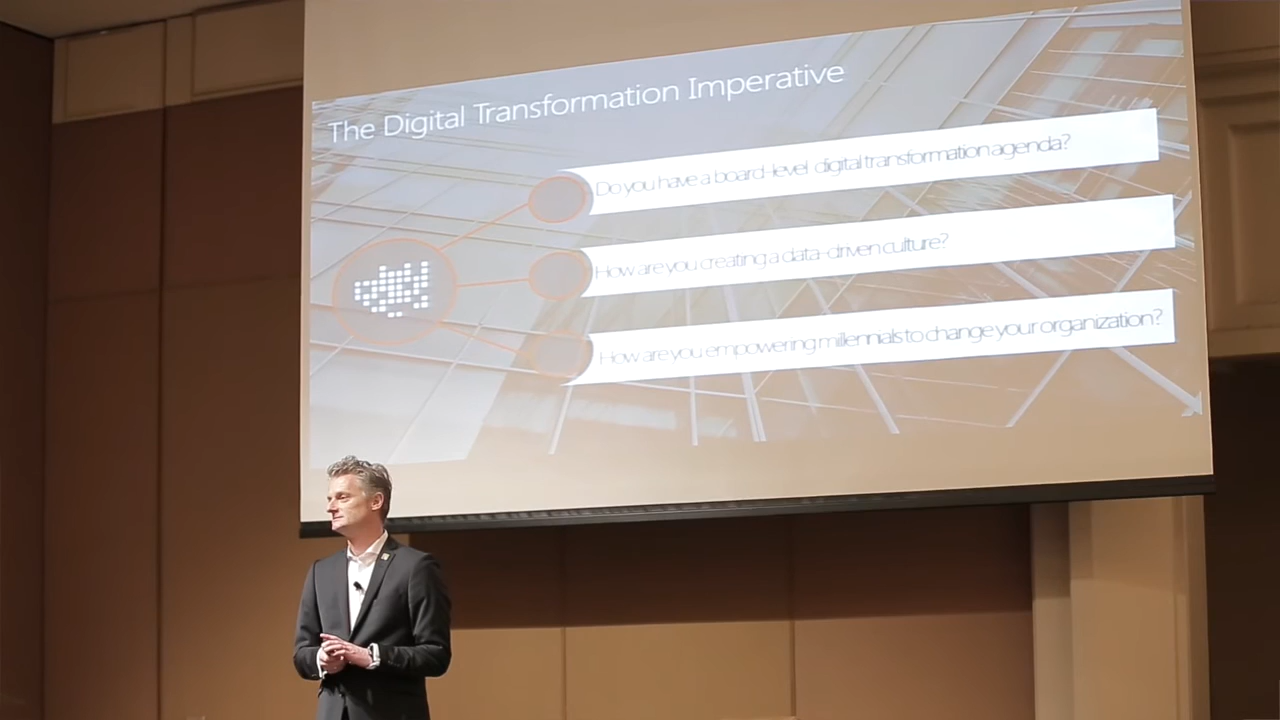 The Digital Transformation Imperative
Do you have a board-level digital transformation agenda?
How are you creating a data-driven culture?
How are you empowering millennials to change your organization?